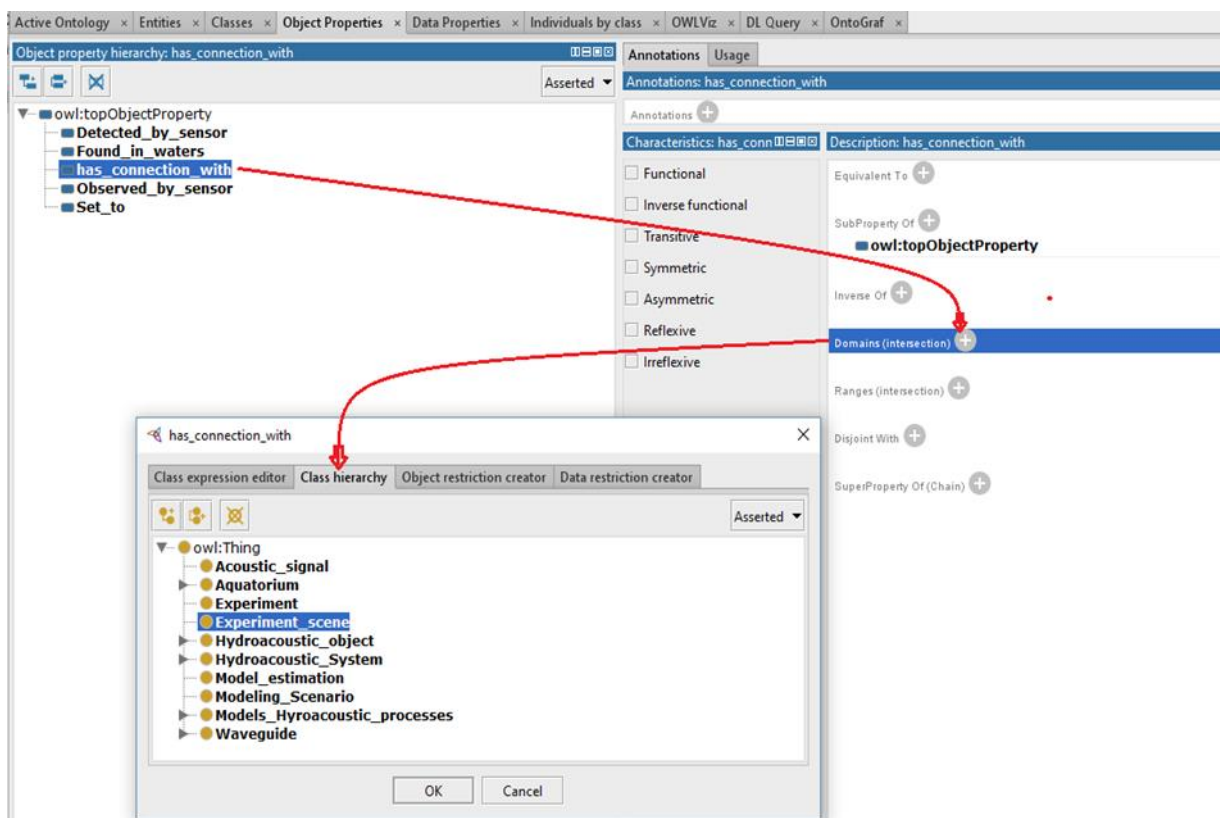 Active Ontology × Entities × Classes × Object Properties × Data Properties × Individuals by class × OWLViz × DL Query × OntoGraf ×
Object property hierarchy: has_connection_with
Asserted
owl:topObjectProperty
Detected_by_sensor
Found_in_waters
has_connection_with
Observed_by_sensor
Set_to
Annotations Usage
Annotations: has_connection_with
Annotations
Characteristics: has_conn
Functional
Inverse functional
Transitive
Symmetric
Asymmetric
Reflexive
Irreflexive
Description: has_connection_with
Equivalent To
SubProperty Of
owl:topObjectProperty
Inverse Of
Domains (intersection)
Ranges (intersection)
Disjoint With
SuperProperty Of (Chain)
has_connection_with
Class expression editor Class hierarchy Object restriction creator Data restriction creator
Asserted
owl:Thing
Acoustic_signal
Aquatorium
Experiment
Experiment_scene
Hydroacoustic_object
Hydroacoustic_System
Model_estimation
Modeling_Scenario
Models_Hyroacoustic_processes
Waveguide
OK Cancel